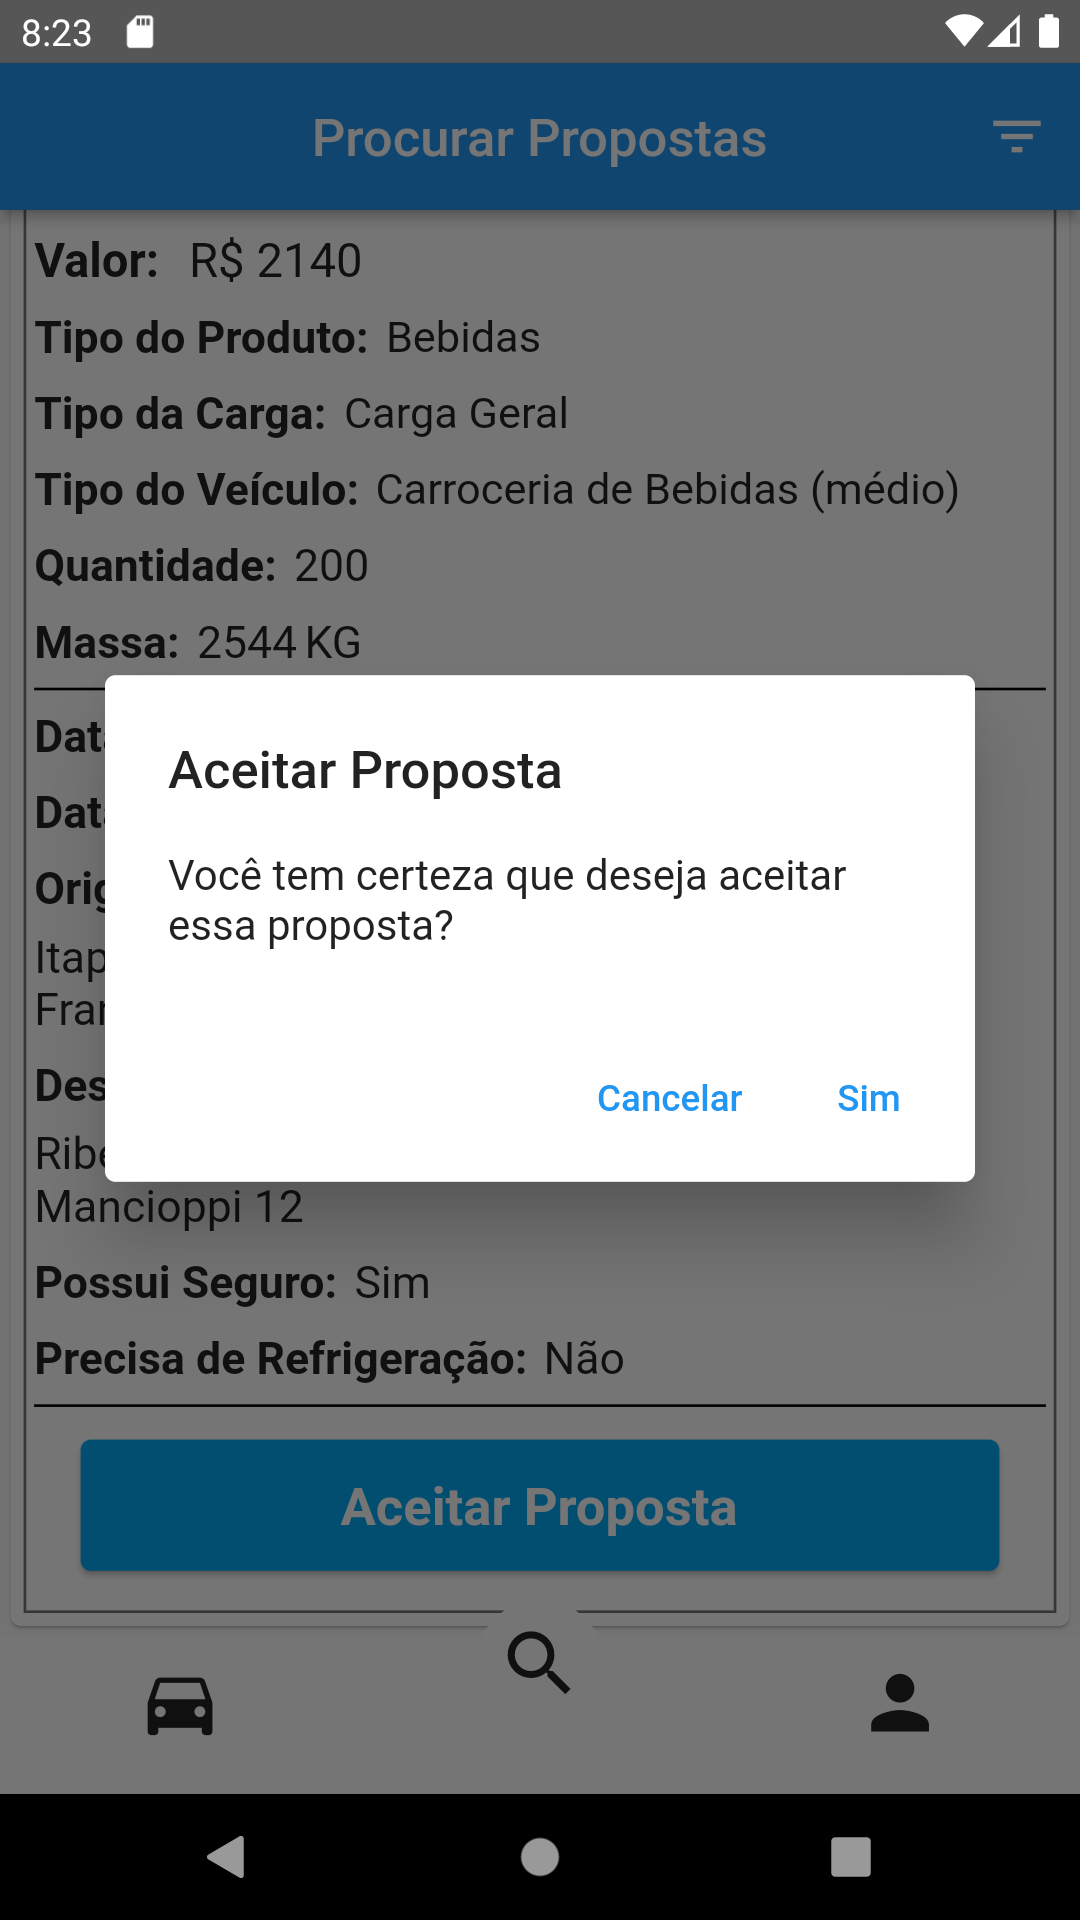 8:23
Procurar Propostas
Valor: R$ 2140
Tipo do Produto: Bebidas
Tipo da Carga: Carga Geral
Tipo do Veículo: Carroceria de Bebidas (médio)
Quantidade: 200
Massa: 2544 KG
Aceitar Proposta
Você tem certeza que deseja aceitar
essa proposta?
Cancelar Sim
Mancioppi 12
Possui Seguro: Sim
Precisa de Refrigeração: Não
Aceitar Proposta